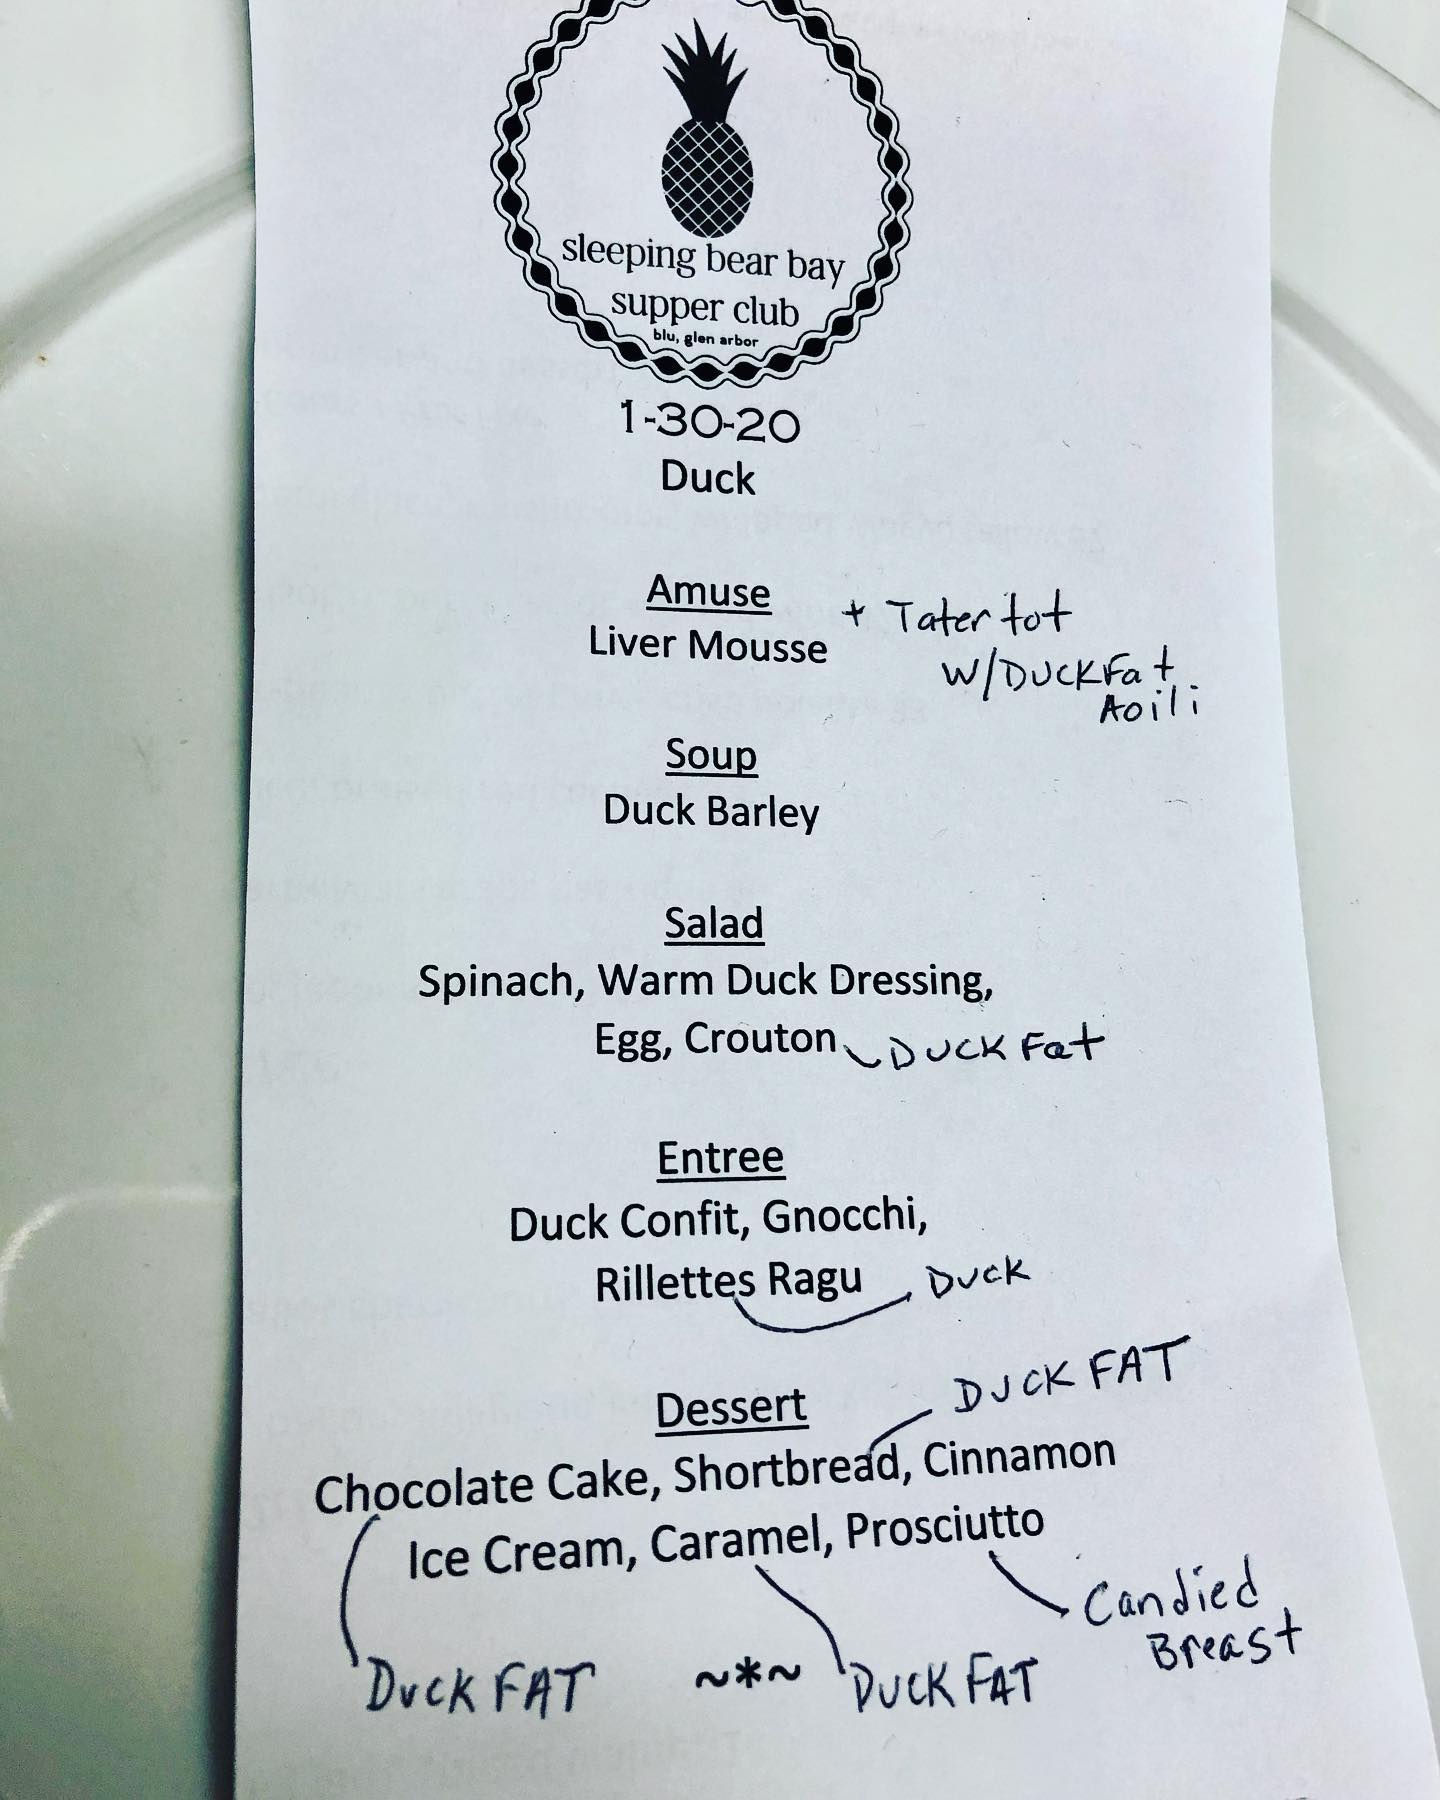 sleeping bear bay
supper club
blu, glen arbor
1-30-20
Duck
Amuse
Liver Mousse + Tater tot
W/DUCK Fat
Aoili
Soup
Duck Barley
Salad
Spinach, Warm Duck Dressing,
Egg, Crouton DUCK Fat
Entree
Duck Confit, Gnocchi,
Rillettes Ragu DUCK
DUCK FAT
Dessert
Chocolate Cake, Shortbread, Cinnamon
Ice Cream, Caramel, Prosciutto
Candied
Breast
DUCK FAT ~*~ DUCK FAT